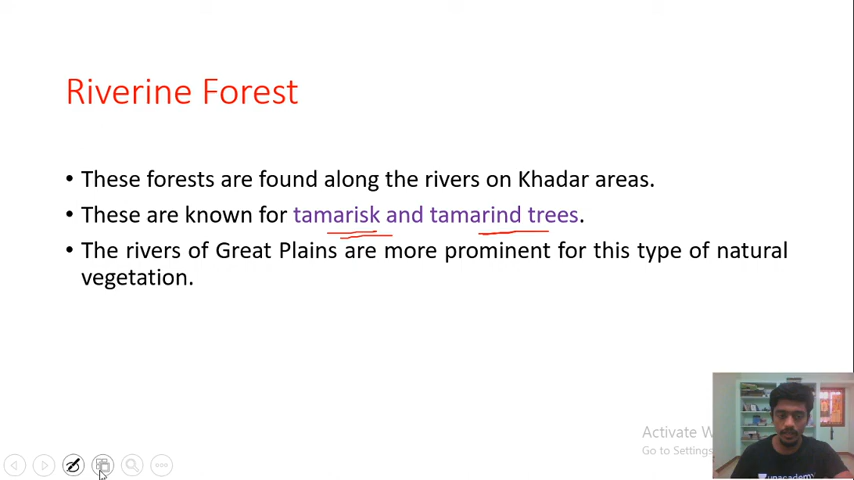 Riverine Forest
• These forests are found along the rivers on Khadar areas.
• These are known for tamarisk and tamarind trees.
• The rivers of Great Plains are more prominent for this type of natural
vegetation.
Activate W
Go to Settings
unacademy